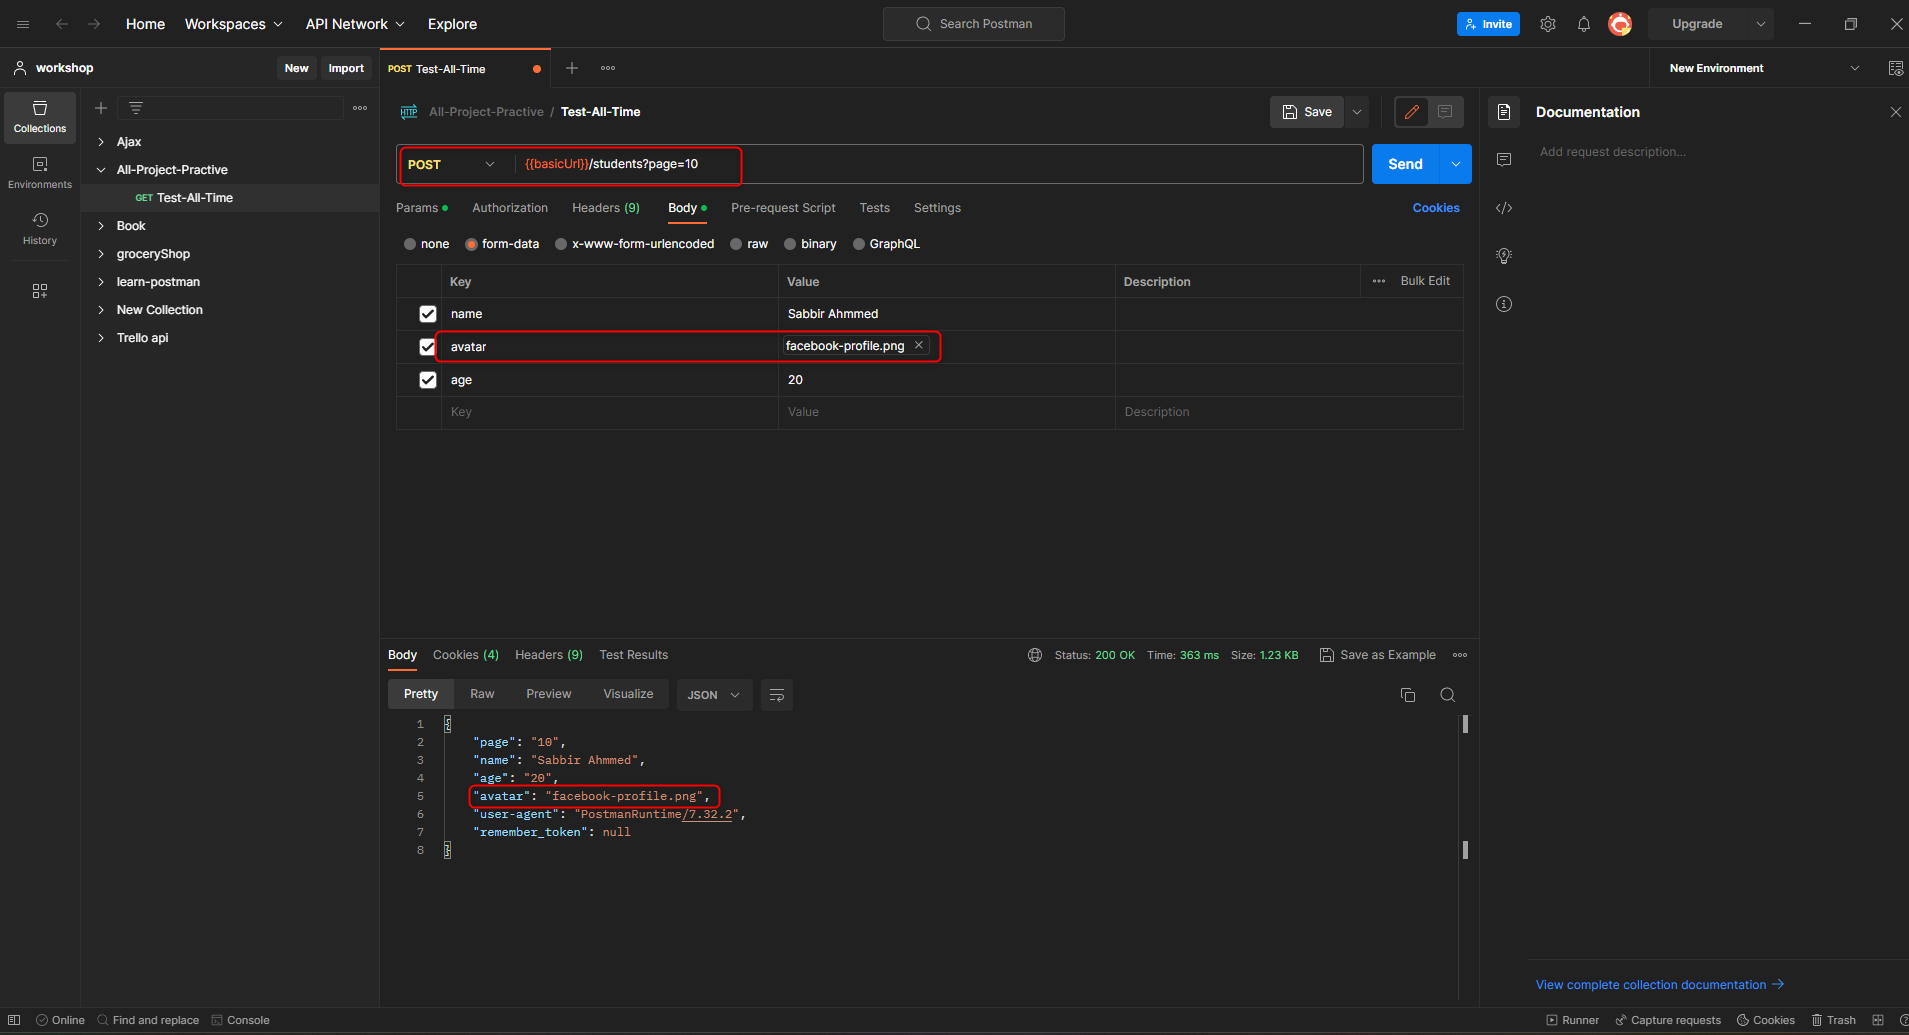 Home Workspaces API Network Explore Search Postman Invite Upgrade
workshop New Import POST Test-All-Time New Environment
Collections
Environments
History
Ajax
All-Project-Practive
GET Test-All-Time
Book
groceryShop
learn-postman
New Collection
Trello api
HTTP All-Project-Practive / Test-All-Time Save
POST {{basicUrl}}/students?page=10 Send
Params Authorization Headers (9) Body Pre-request Script Tests Settings Cookies
none form-data x-www-form-urlencoded raw binary GraphQL
Key Value Description Bulk Edit
name Sabbir Ahmmed
avatar facebook-profile.png
age 20
Key Value Description
Documentation
Add request description...
Body Cookies (4) Headers (9) Test Results Status: 200 OK Time: 363 ms Size: 1.23 KB Save as Example
Pretty Raw Preview Visualize JSON
1 {
2 "page": "10",
3 "name": "Sabbir Ahmmed",
4 "age": "20",
5 "avatar": "facebook-profile.png",
6 "user-agent": "PostmanRuntime/7.32.2",
7 "remember_token": null
8 }
View complete collection documentation →
Online Find and replace Console Runner Capture requests Cookies Trash